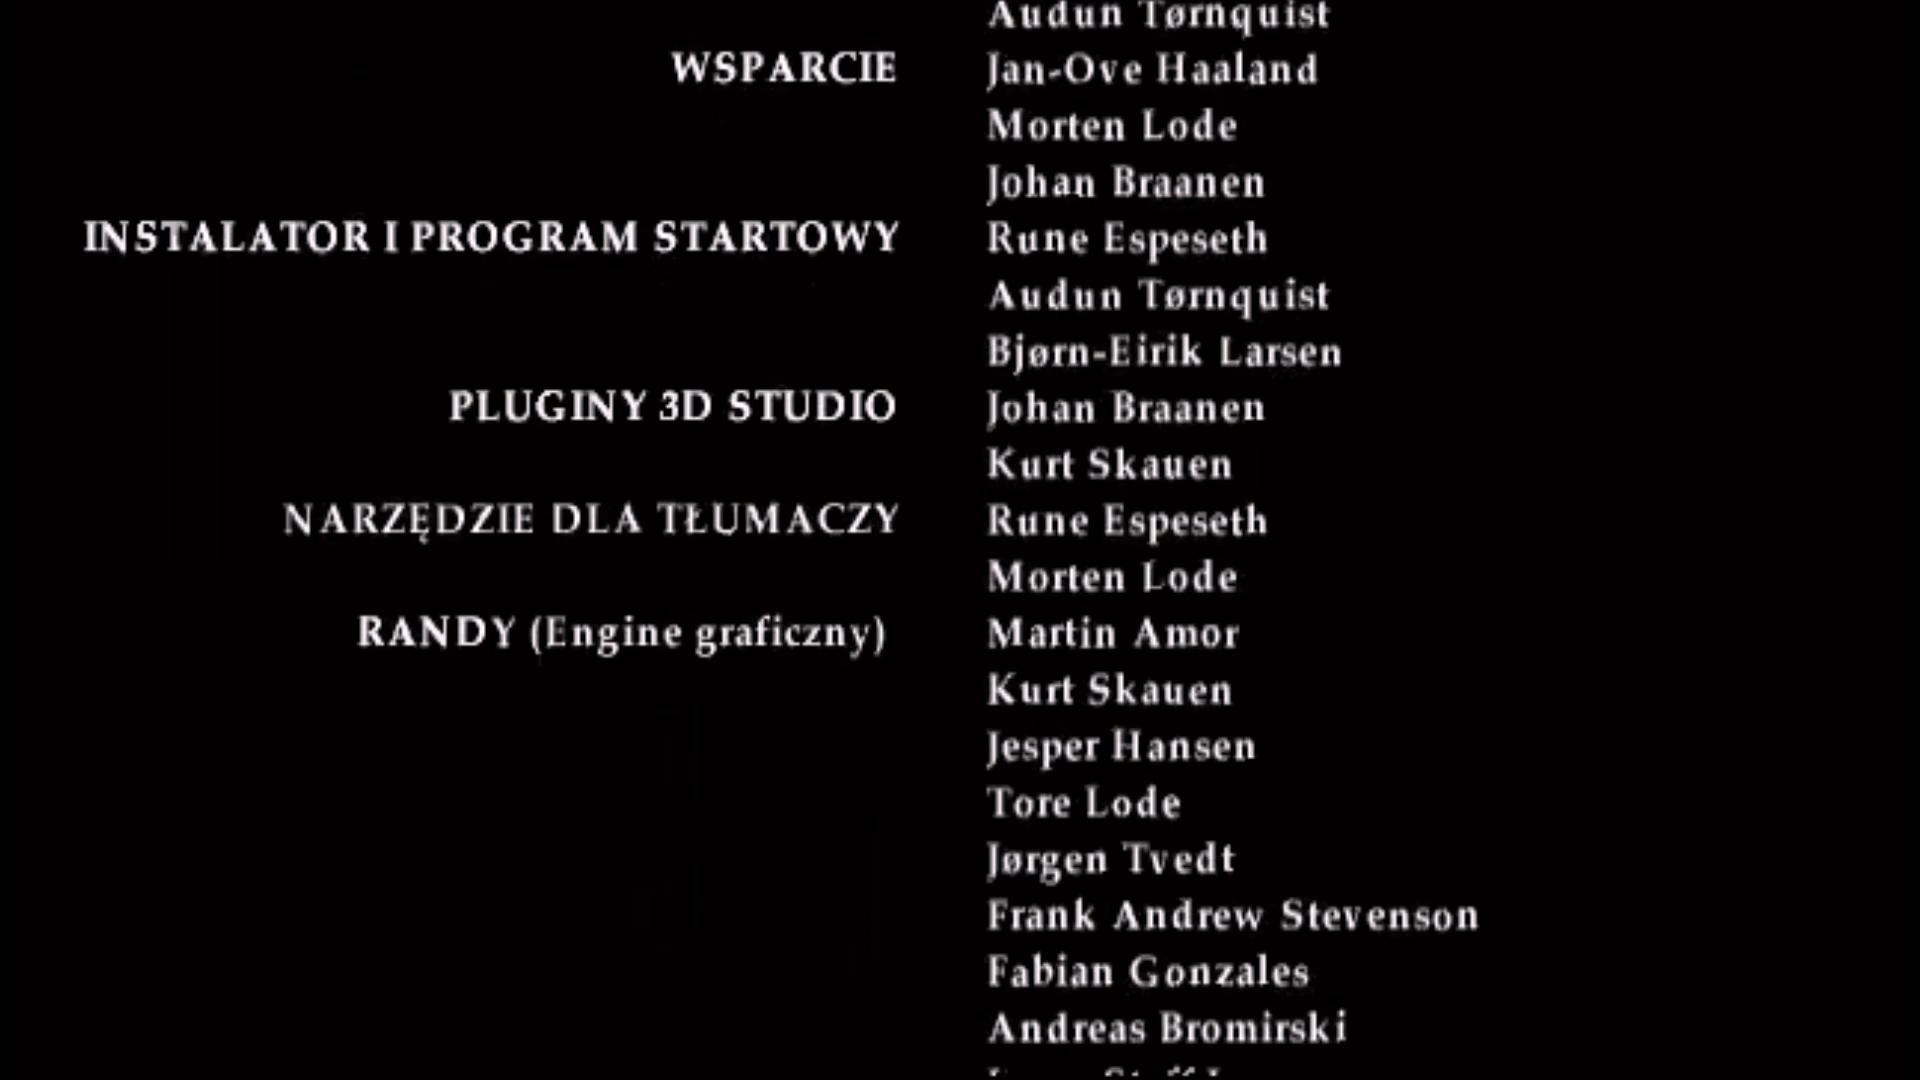 Audun Tørnquist
WSPARCIE Jan-Ove Haaland
Morten Lode
Johan Braanen
INSTALATOR I PROGRAM STARTOWY Rune Espeseth
Audun Tørnquist
Bjørn-Eirik Larsen
PLUGINY 3D STUDIO Johan Braanen
Kurt Skauen
NARZĘDZIE DLA TŁUMACZY Rune Espeseth
Morten Lode
RANDY (Engine graficzny) Martin Amor
Kurt Skauen
Jesper Hansen
Tore Lode
Jørgen Tvedt
Frank Andrew Stevenson
Fabian Gonzales
Andreas Bromirski